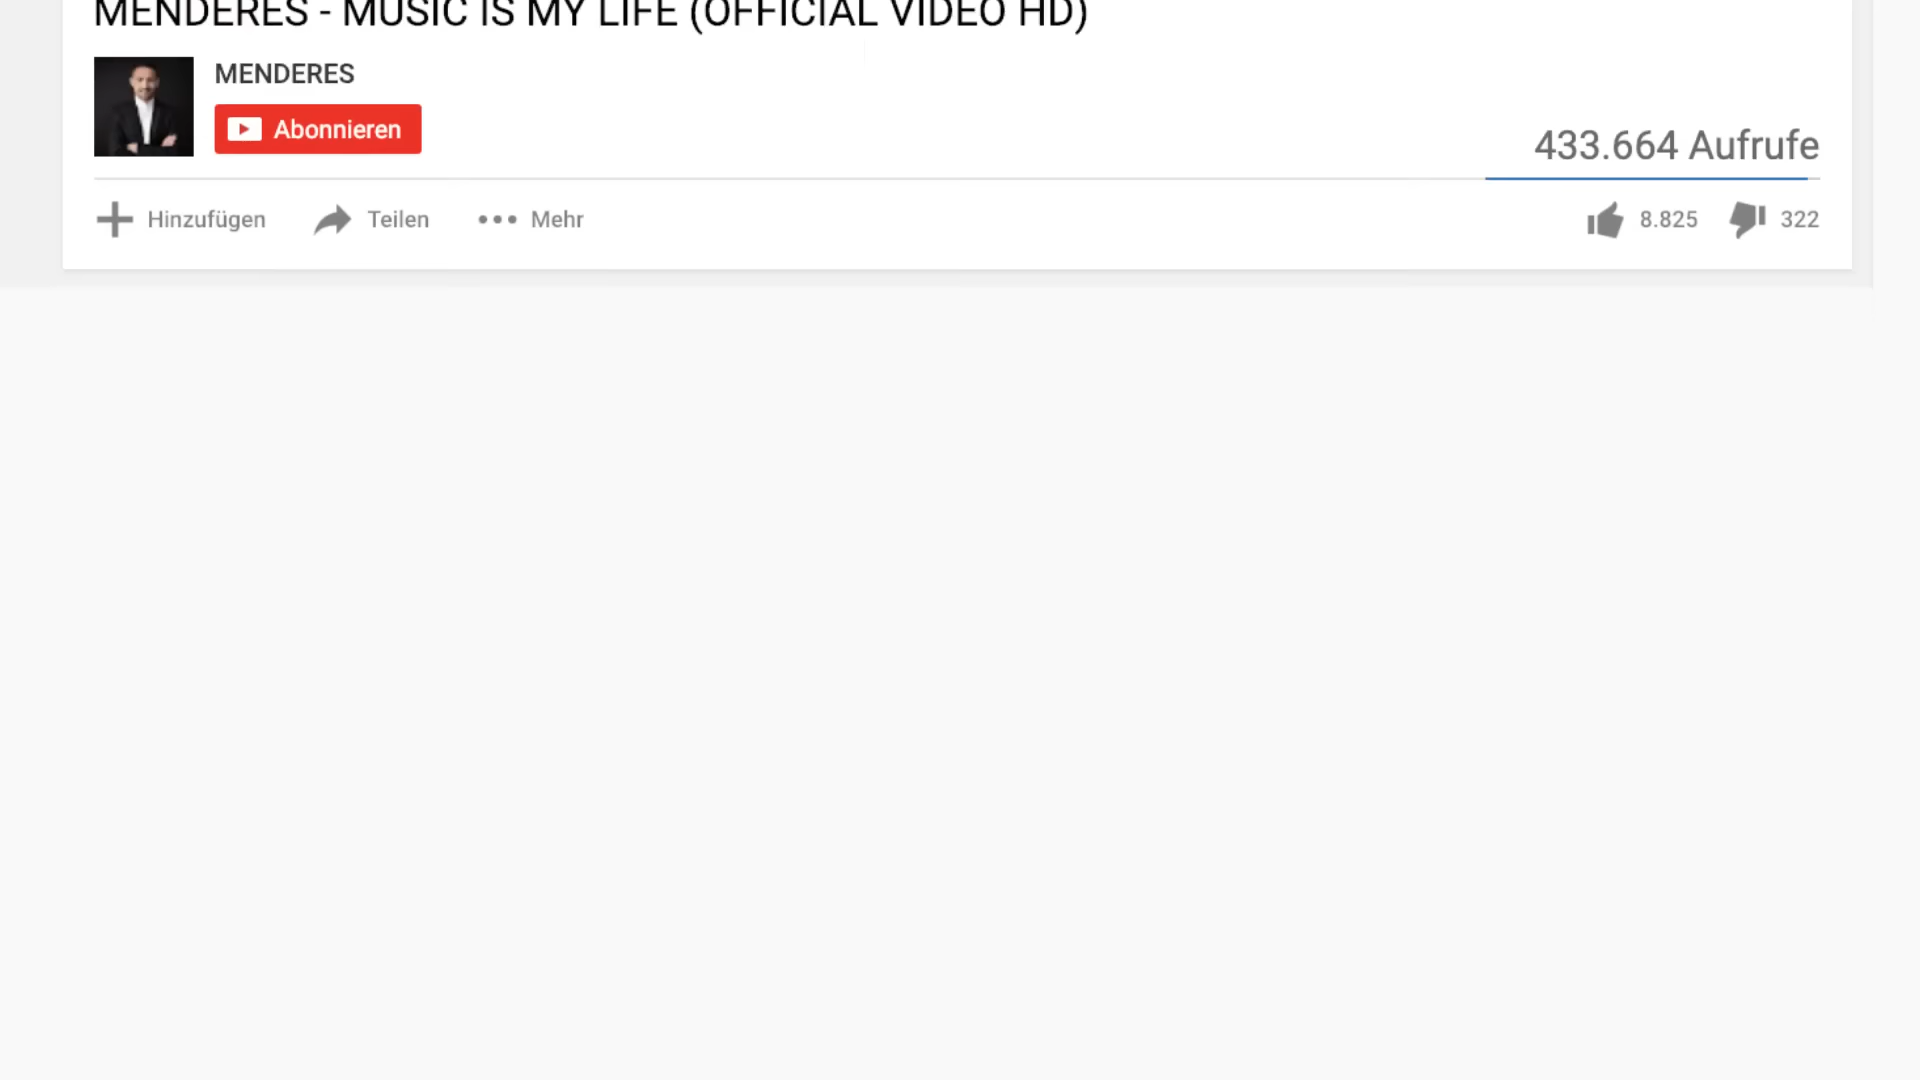 MENDERES - MUSIC IS MY LIFE (OFFICIAL VIDEO HD)
MENDERES
Abonnieren
433.664 Aufrufe
Hinzufügen Teilen Mehr 8.825 322